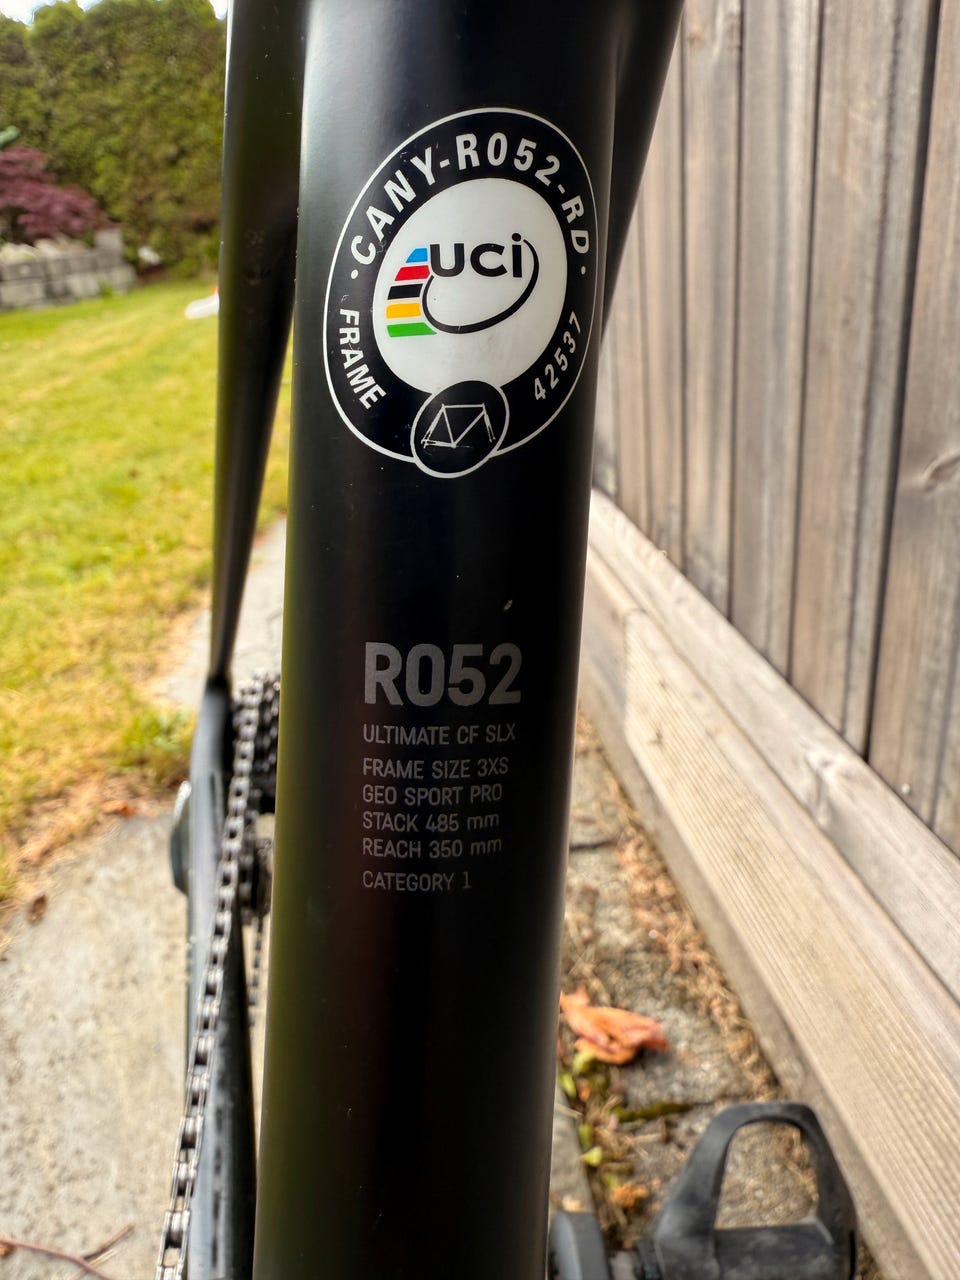 ·CANY-R052-RD·
UCi
FRAME
42537
R052
ULTIMATE CF SLX
FRAME SIZE 3XS
GEO SPORT PRO
STACK 485 mm
REACH 350 mm
CATEGORY 1